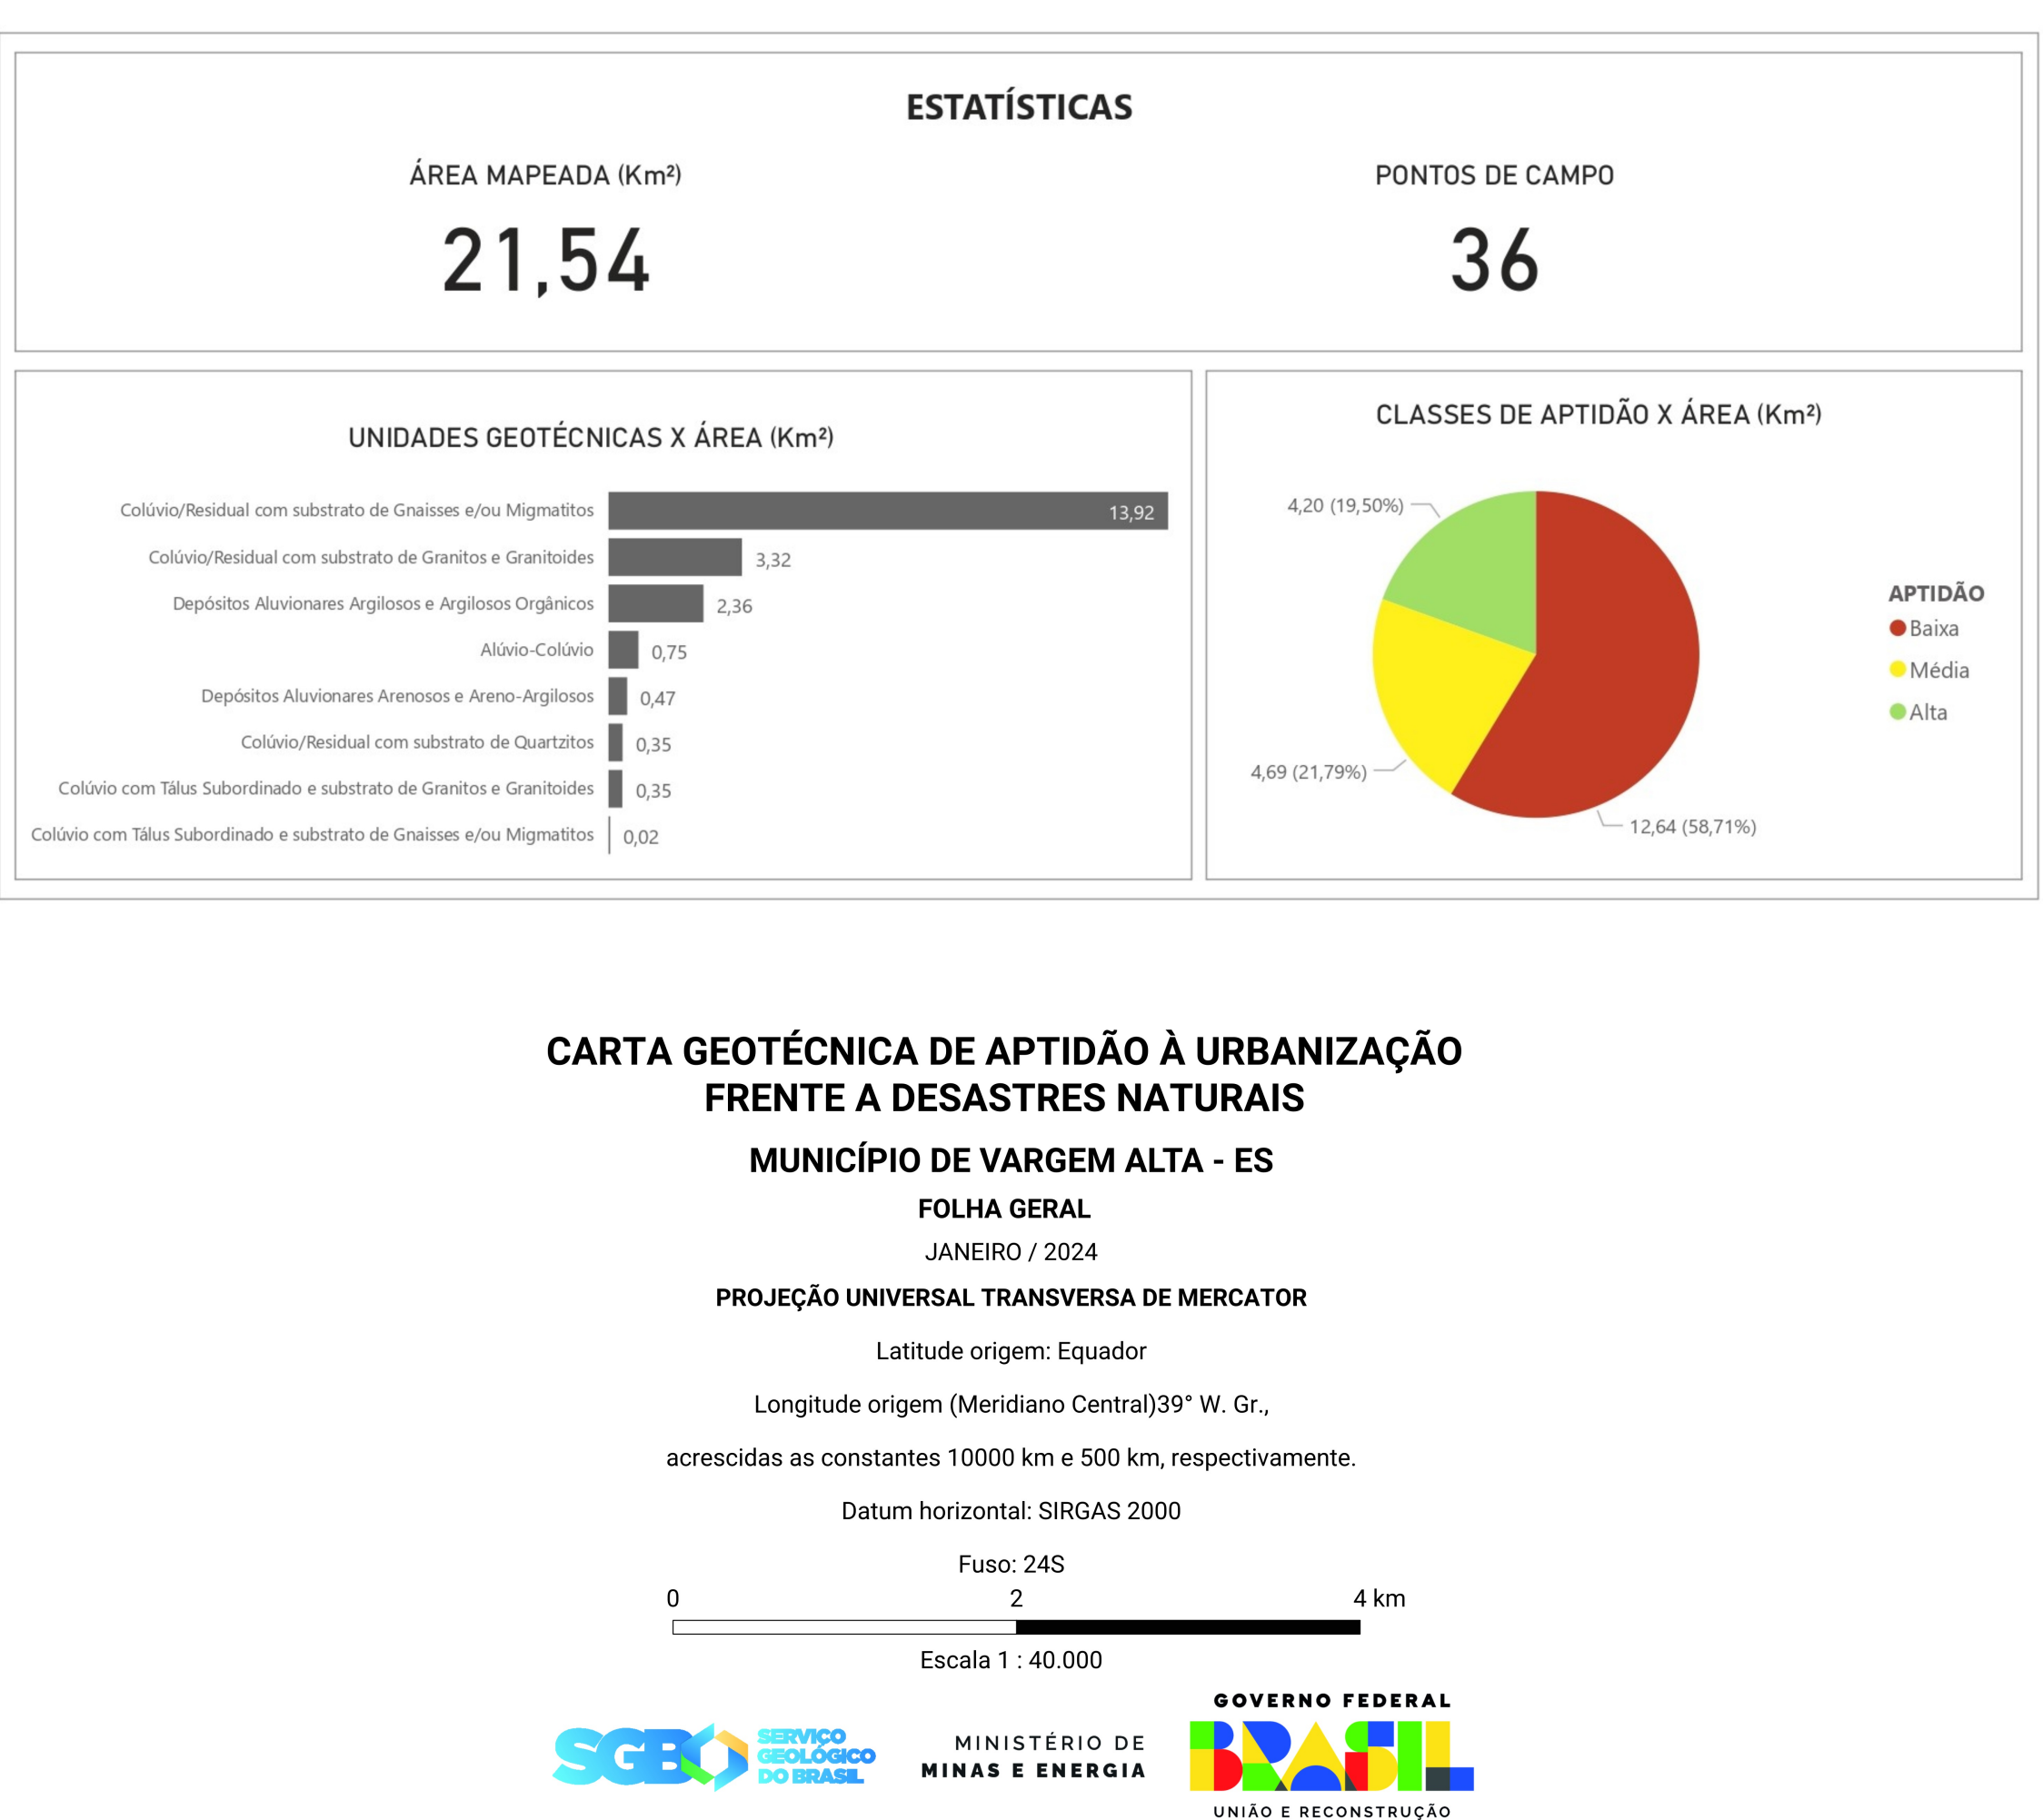 ESTATÍSTICAS
ÁREA MAPEADA (Km²)
21,54
PONTOS DE CAMPO
36
UNIDADES GEOTÉCNICAS X ÁREA (Km²)
Colúvio/Residual com substrato de Gnaisses e/ou Migmatitos 13,92
Colúvio/Residual com substrato de Granitos e Granitoides 3,32
Depósitos Aluvionares Argilosos e Argilosos Orgânicos 2,36
Alúvio-Colúvio 0,75
Depósitos Aluvionares Arenosos e Areno-Argilosos 0,47
Colúvio/Residual com substrato de Quartzitos 0,35
Colúvio com Tálus Subordinado e substrato de Granitos e Granitoides 0,35
Colúvio com Tálus Subordinado e substrato de Gnaisses e/ou Migmatitos 0,02
CLASSES DE APTIDÃO X ÁREA (Km²)
4,20 (19,50%)
4,69 (21,79%)
12,64 (58,71%)
APTIDÃO
Baixa
Média
Alta
CARTA GEOTÉCNICA DE APTIDÃO À URBANIZAÇÃO
FRENTE A DESASTRES NATURAIS
MUNICÍPIO DE VARGEM ALTA - ES
FOLHA GERAL
JANEIRO / 2024
PROJEÇÃO UNIVERSAL TRANSVERSA DE MERCATOR
Latitude origem: Equador
Longitude origem (Meridiano Central)39° W. Gr.,
acrescidas as constantes 10000 km e 500 km, respectivamente.
Datum horizontal: SIRGAS 2000
Fuso: 24S
0 2 4 km
Escala 1 : 40.000
SGB
SERVIÇO
GEOLÓGICO
DO BRASIL
MINISTÉRIO DE
MINAS E ENERGIA
GOVERNO FEDERAL
BRASIL
UNIÃO E RECONSTRUÇÃO